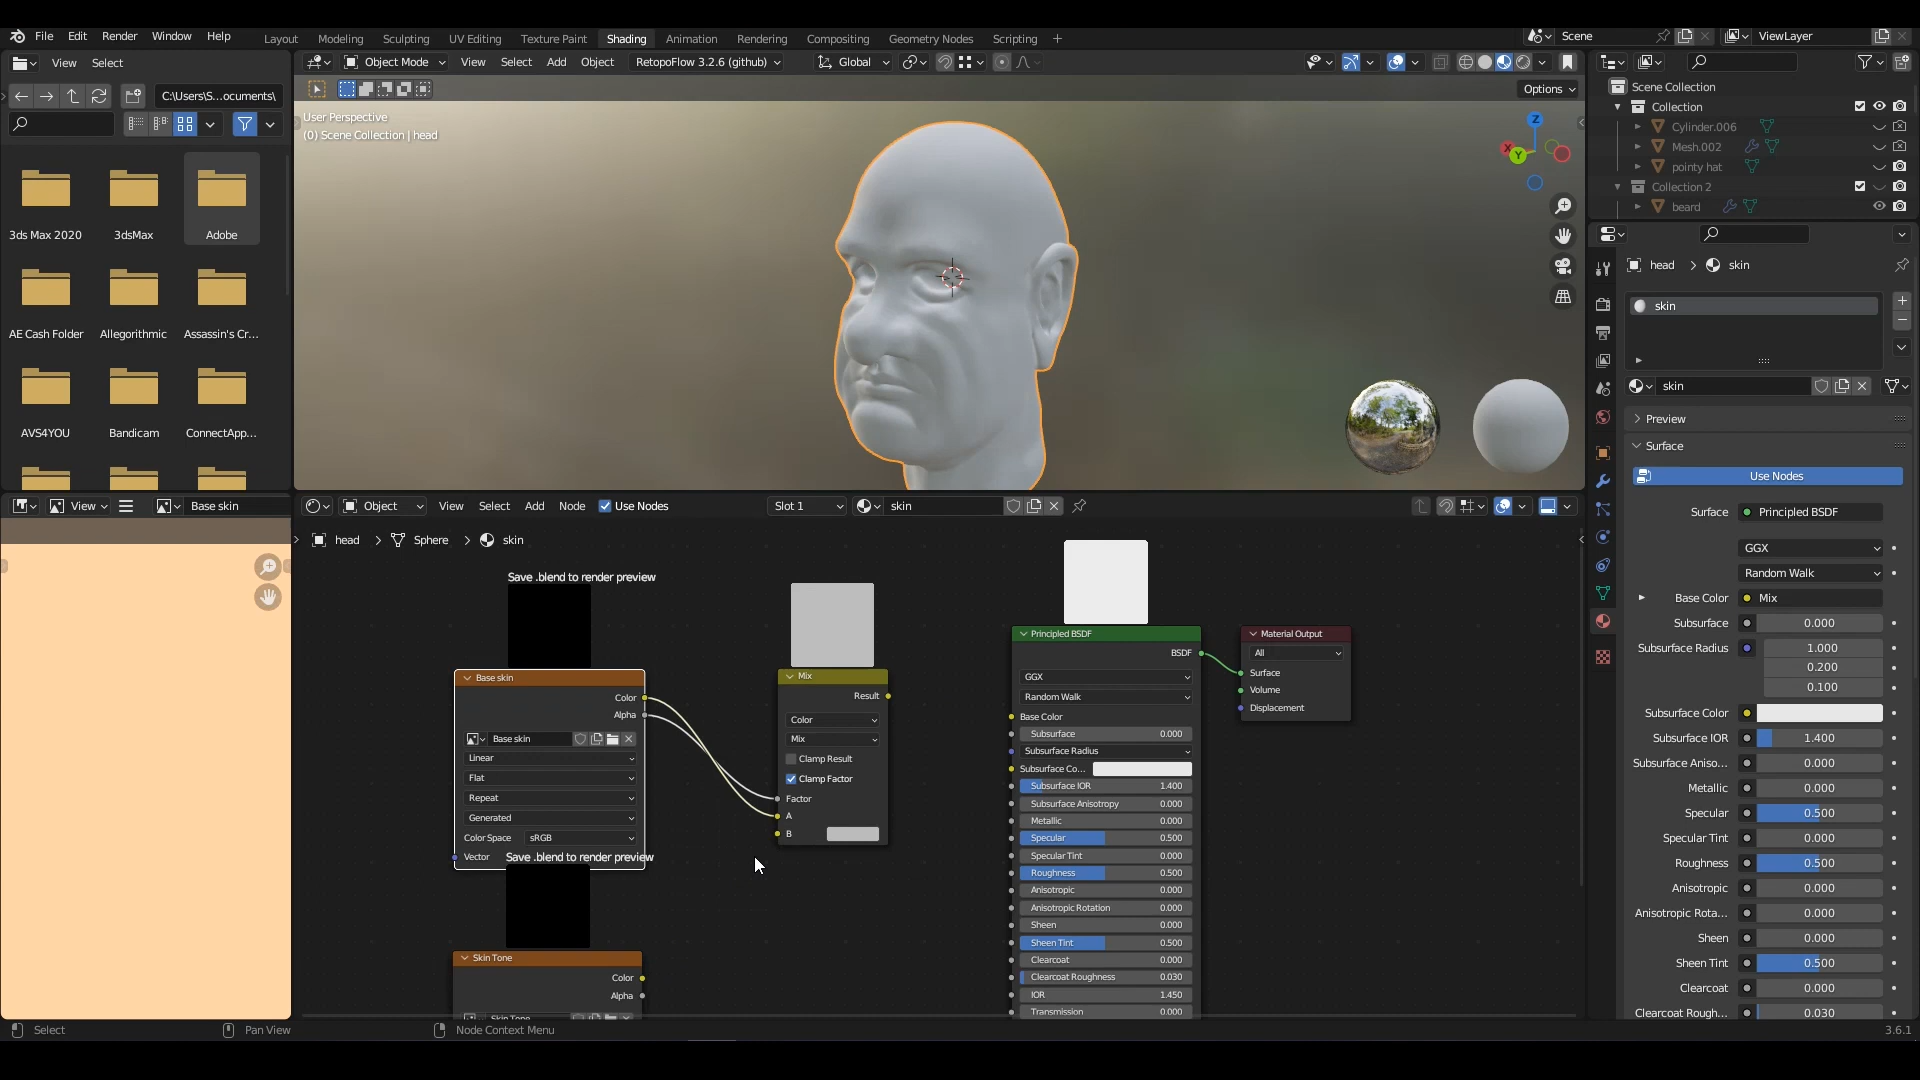 File Edit Render Window Help
Layout Modeling Sculpting UV Editing Texture Paint Shading Animation Rendering Compositing Geometry Nodes Scripting +
Scene
ViewLayer
View Select
Object Mode View Select Add Object RetopoFlow 3.2.6 (github) Global
C:\Users\S...ocuments\
Options
User Perspective
(0) Scene Collection | head
Z
X
Y
3ds Max 2020 3dsMax Adobe
AE Cash Folder Allegorithmic Assassin's Cr...
AVS4YOU Bandicam ConnectApp...
Scene Collection
Collection
Cylinder.006
Mesh.002
pointy hat
Collection 2
beard
head > skin
skin
skin
Preview
Surface
Use Nodes
Surface Principled BSDF
GGX
Random Walk
Base Color Mix
Subsurface 0.000
Subsurface Radius 1.000
0.200
0.100
Subsurface Color
Subsurface IOR 1.400
Subsurface Aniso... 0.000
Metallic 0.000
Specular 0.500
Specular Tint 0.000
Roughness 0.500
Anisotropic 0.000
Anisotropic Rota... 0.000
Sheen 0.000
Sheen Tint 0.500
Clearcoat 0.000
Clearcoat Rough... 0.030
View Base skin
Object View Select Add Node Use Nodes Slot 1 skin
head > Sphere > skin
Save .blend to render preview
Base skin
Color
Alpha
Base skin
Linear
Flat
Repeat
Generated
Color Space sRGB
Vector
Save .blend to render preview
Skin Tone
Color
Alpha
Skin Tone
Mix
Result
Color
Mix
Clamp Result
Clamp Factor
Factor
A
B
Principled BSDF
BSDF
GGX
Random Walk
Base Color
Subsurface 0.000
Subsurface Radius
Subsurface Co...
Subsurface IOR 1.400
Subsurface Anisotropy 0.000
Metallic 0.000
Specular 0.500
Specular Tint 0.000
Roughness 0.500
Anisotropic 0.000
Anisotropic Rotation 0.000
Sheen 0.000
Sheen Tint 0.500
Clearcoat 0.000
Clearcoat Roughness 0.030
IOR 1.450
Transmission 0.000
Material Output
All
Surface
Volume
Displacement
Select Pan View Node Context Menu 3.6.1